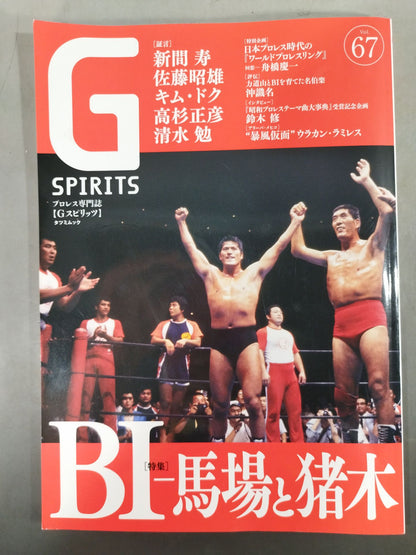 G
SPIRITS
プロレス専門誌
【Gスピリッツ】
タツミムック
[証言]
新間 寿
佐藤昭雄
キム・ドク
高杉正彦
清水 勉
[特別企画]
日本プロレス時代の
『ワールドプロレスリング』
回想―舟橋慶一
[評伝]
力道山とBIを育てた名伯楽
沖識名
[インタビュー]
『昭和プロレステーマ曲大事典』受賞記念企画
鈴木 修
[アリーバ・メヒコ]
“暴風仮面”ウラカン・ラミレス
Vol.
67
[特集]
BI―馬場と猪木